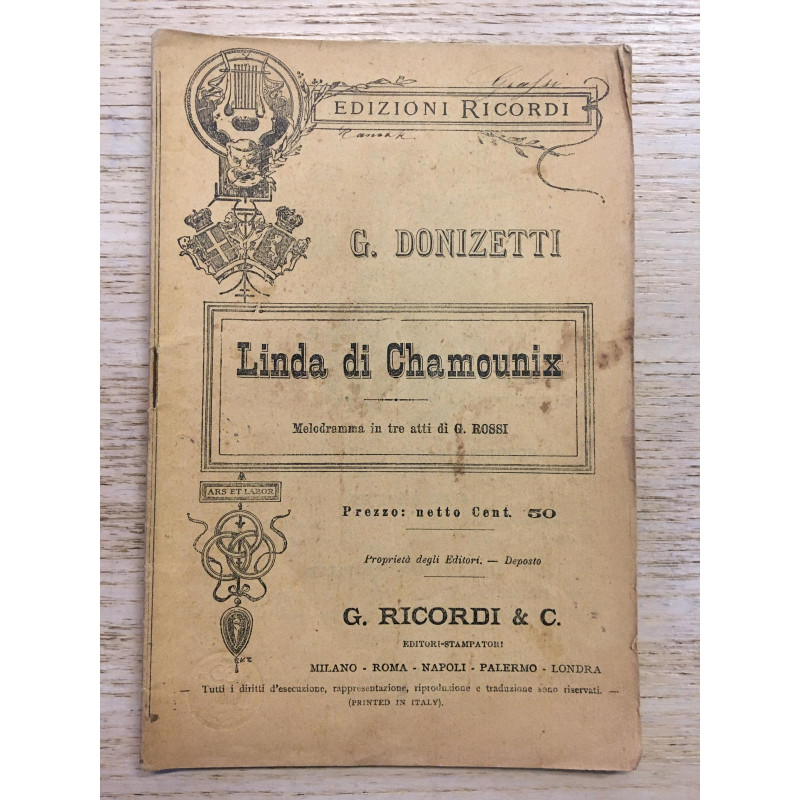 EDIZIONI RICORDI
G. DONIZETTI
Linda di Chamounix
Melodramma in tre atti di G. ROSSI
ARS ET LABOR
Prezzo: netto Cent. 50
Proprietà degli Editori. — Deposto
G. RICORDI & C.
EDITORI-STAMPATORI
MILANO - ROMA - NAPOLI - PALERMO - LONDRA
— Tutti i diritti d'esecuzione, rappresentazione, riproduzione e traduzione sono riservati. —
(PRINTED IN ITALY).